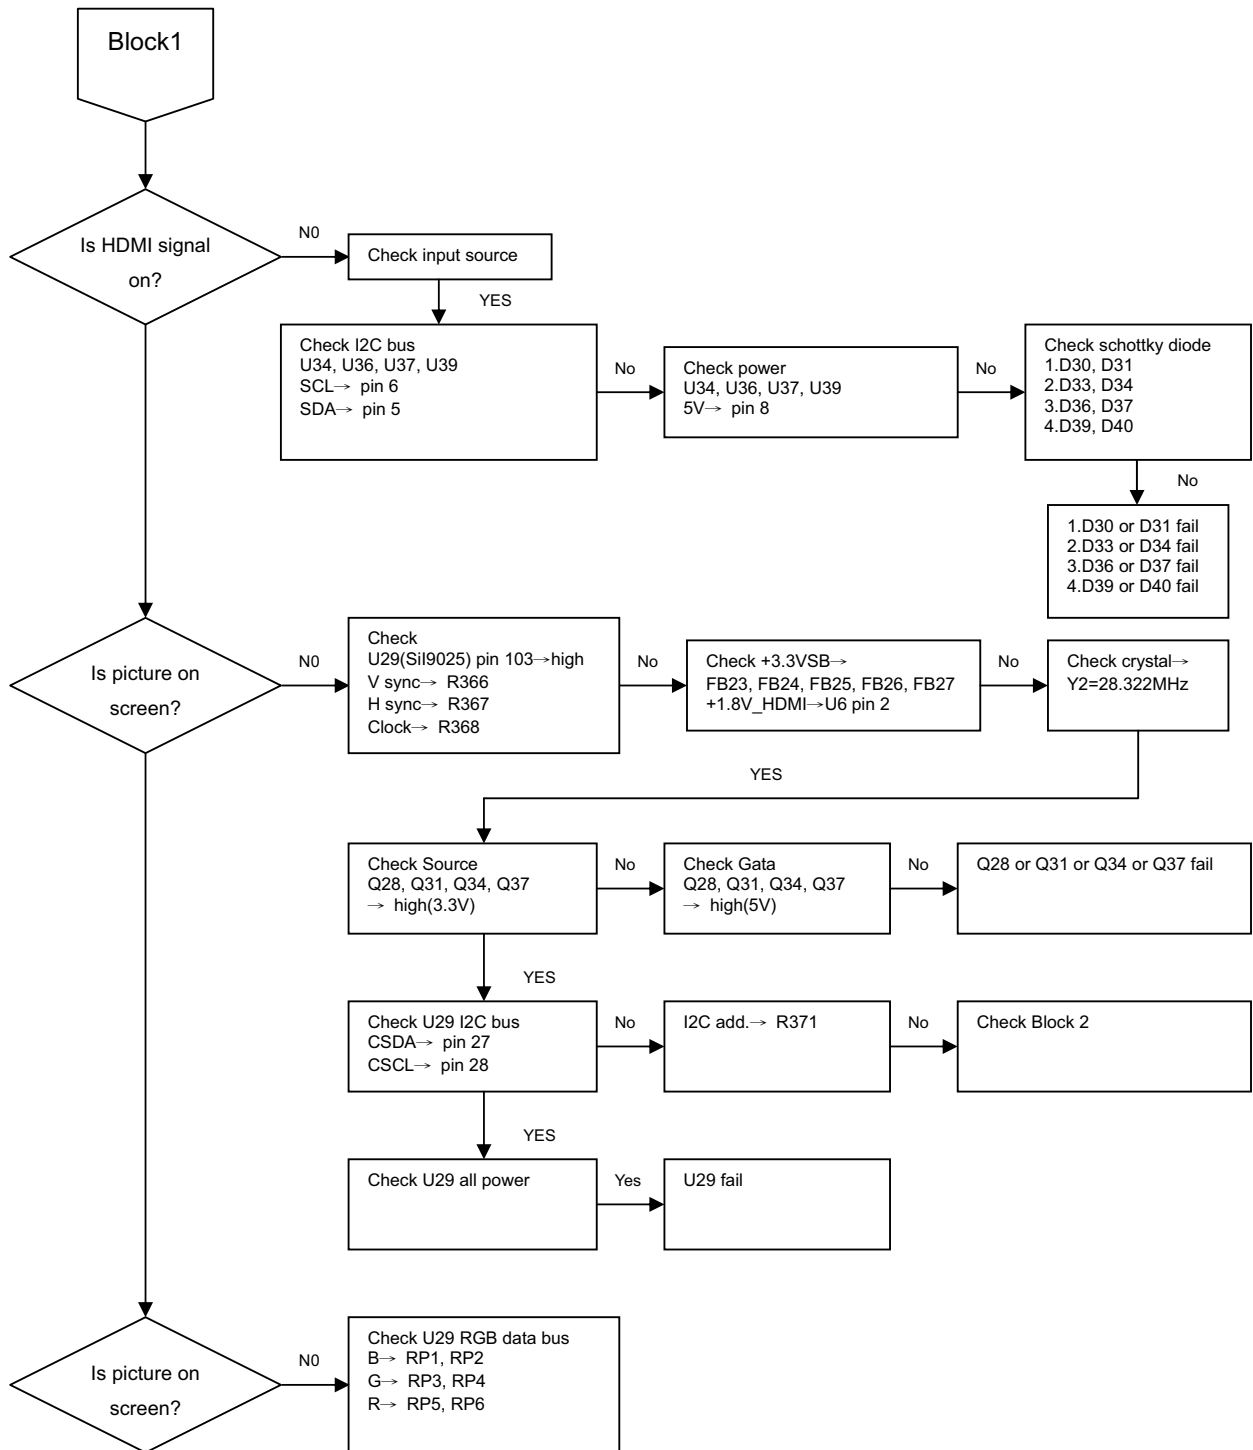 Block1
Is HDMI signal
on?
N0
Check input source
YES
Check I2C bus
U34, U36, U37, U39
SCL→ pin 6
SDA→ pin 5
No
Check power
U34, U36, U37, U39
5V→ pin 8
No
Check schottky diode
1.D30, D31
2.D33, D34
3.D36, D37
4.D39, D40
No
1.D30 or D31 fail
2.D33 or D34 fail
3.D36 or D37 fail
4.D39 or D40 fail
Is picture on
screen?
N0
Check
U29(SiI9025) pin 103→high
V sync→ R366
H sync→ R367
Clock→ R368
No
Check +3.3VSB→
FB23, FB24, FB25, FB26, FB27
+1.8V_HDMI→U6 pin 2
No
Check crystal→
Y2=28.322MHz
YES
Check Source
Q28, Q31, Q34, Q37
→ high(3.3V)
No
Check Gata
Q28, Q31, Q34, Q37
→ high(5V)
No
Q28 or Q31 or Q34 or Q37 fail
YES
Check U29 I2C bus
CSDA→ pin 27
CSCL→ pin 28
No
I2C add.→ R371
No
Check Block 2
YES
Check U29 all power
Yes
U29 fail
Is picture on
screen?
N0
Check U29 RGB data bus
B→ RP1, RP2
G→ RP3, RP4
R→ RP5, RP6